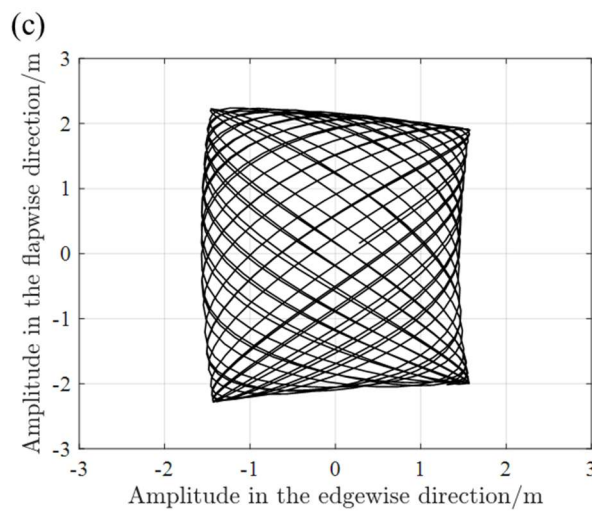 (c)
Amplitude in the flapwise direction/m
3
2
1
0
-1
-2
-3
-3 -2 -1 0 1 2 3
Amplitude in the edgewise direction/m